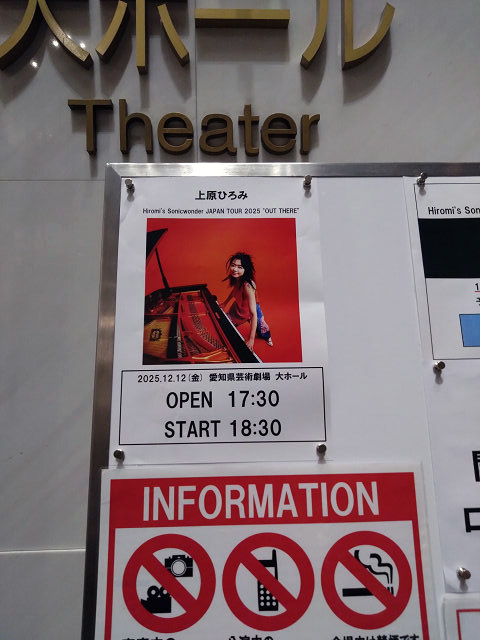 大ホール
Theater
上原ひろみ
Hiromi's Sonicwonder JAPAN TOUR 2025 "OUT THERE"
2025.12.12(金) 愛知県芸術劇場 大ホール
OPEN 17:30
START 18:30
Hiromi's Son
INFORMATION